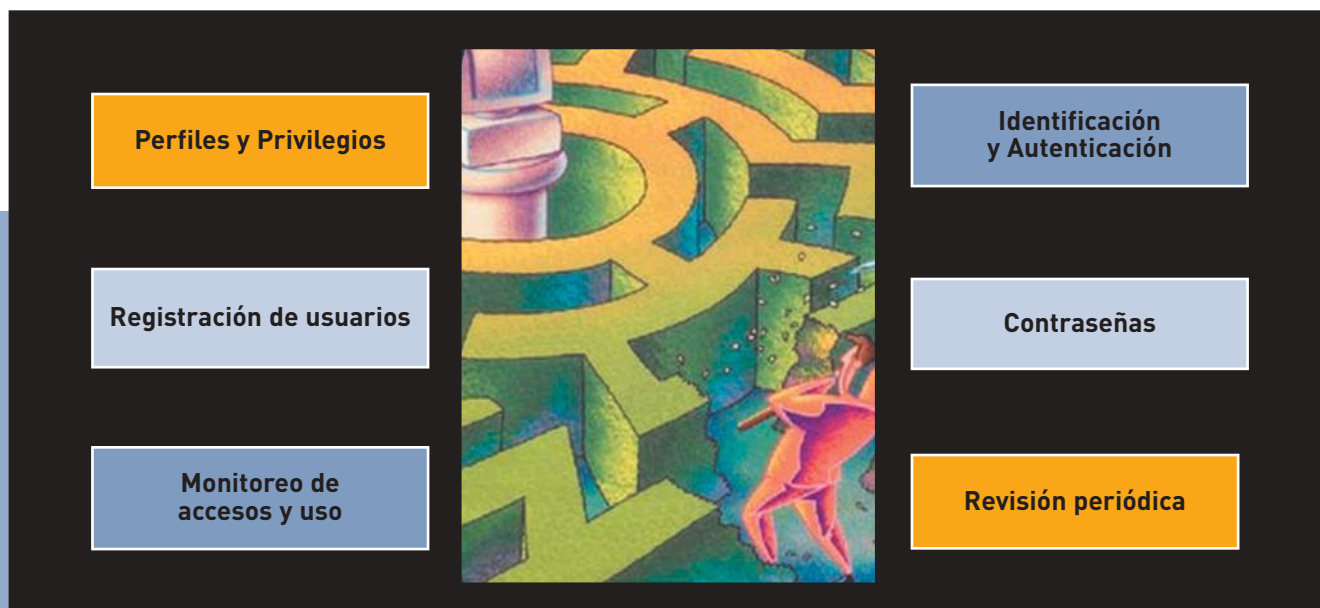 Perfiles y Privilegios
Registración de usuarios
Monitoreo de
accesos y uso
Identificación
y Autenticación
Contraseñas
Revisión periódica